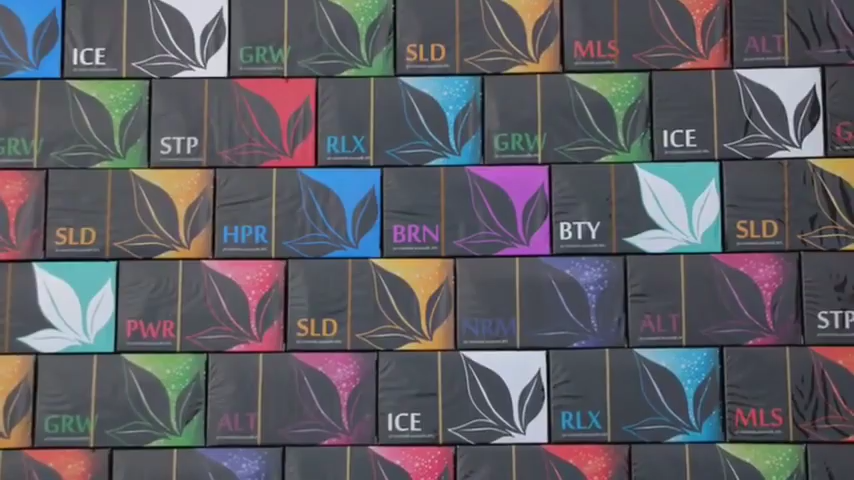 ICE
GRW
SLD
MLS
ALT
GRW
STP
RLX
GRW
ICE
SLD
HPR
BRN
BTY
SLD
PWR
SLD
NRM
ALT
STP
GRW
ALT
ICE
RLX
MLS